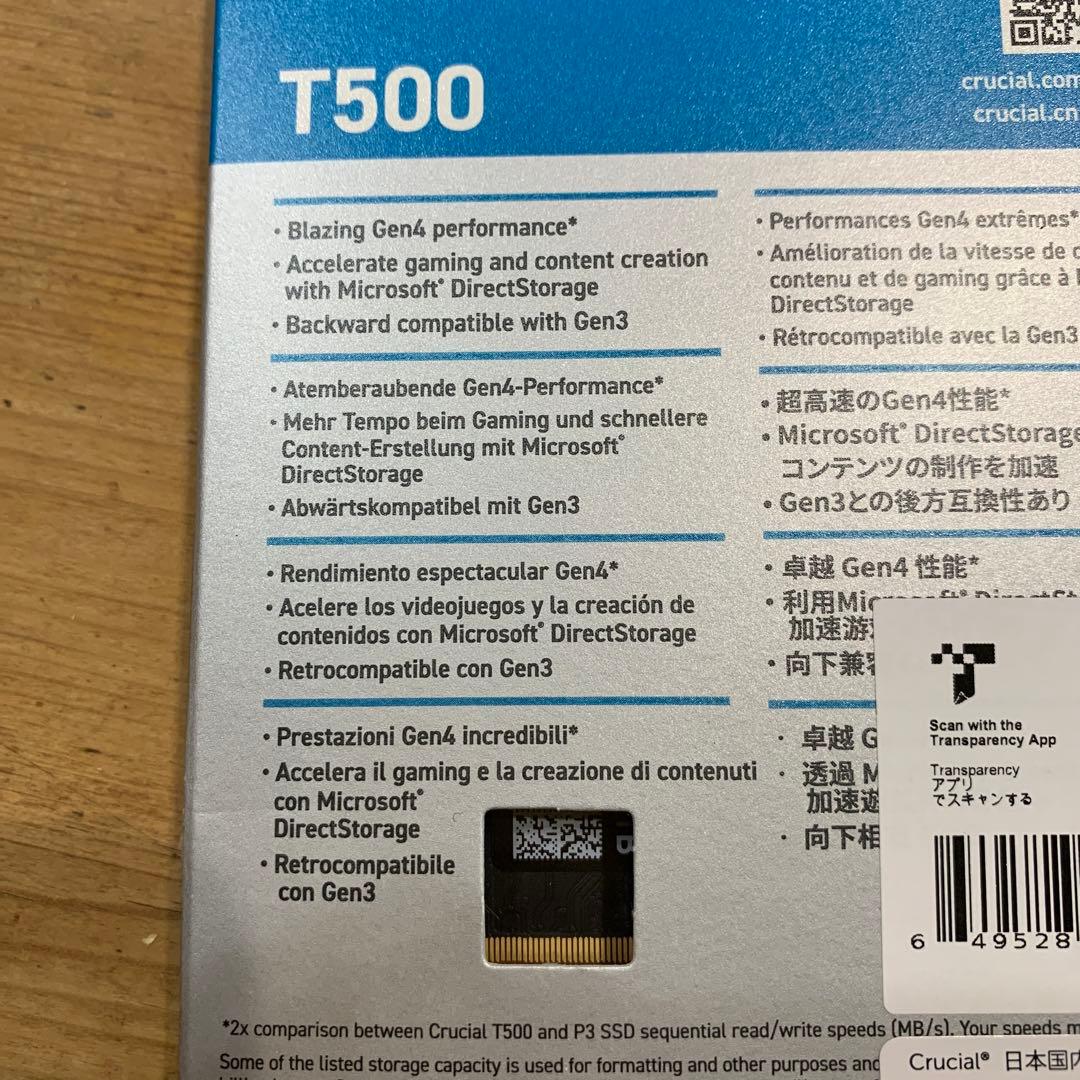 T500
crucial.com
crucial.cn
• Blazing Gen4 performance*
• Accelerate gaming and content creation
with Microsoft® DirectStorage
• Backward compatible with Gen3
• Atemberaubende Gen4-Performance*
• Mehr Tempo beim Gaming und schnellere
Content-Erstellung mit Microsoft®
DirectStorage
• Abwärtskompatibel mit Gen3
• Rendimiento espectacular Gen4*
• Acelere los videojuegos y la creación de
contenidos con Microsoft® DirectStorage
• Retrocompatible con Gen3
• Prestazioni Gen4 incredibili*
• Accelera il gaming e la creazione di contenuti
con Microsoft®
DirectStorage
• Retrocompatibile
con Gen3
• Performances Gen4 extrêmes*
• Amélioration de la vitesse de
contenu et de gaming grâce à
DirectStorage
• Rétrocompatible avec la Gen3
• 超高速のGen4性能*
• Microsoft® DirectStorage
コンテンツの制作を加速
• Gen3との後方互換性あり
• 卓越 Gen4 性能*
• 利用Mic
加速游
• 向下兼
· 卓越 G
· 透過 M
加速遊
· 向下相
Scan with the
Transparency App
Transparency
アプリ
でスキャンする
6 49528
*2x comparison between Crucial T500 and P3 SSD sequential read/write speeds (MB/s). Your speeds m
Some of the listed storage capacity is used for formatting and other purposes and
Crucial® 日本国内